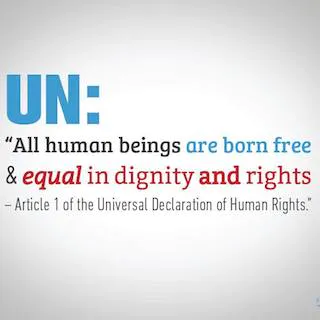 UN:
“All human beings are born free
& equal in dignity and rights
– Article 1 of the Universal Declaration of Human Rights.”